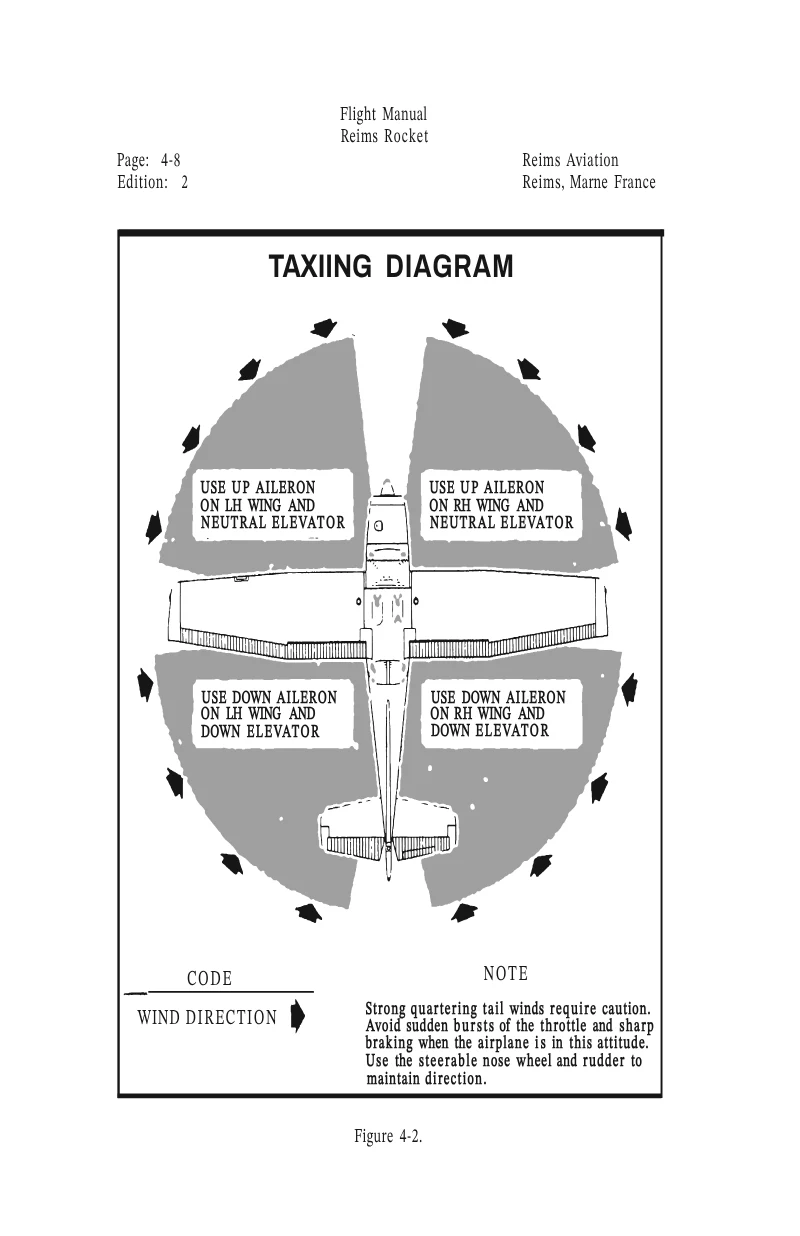 Flight Manual
Reims Rocket
Page: 4-8
Reims Aviation
Edition: 2
Reims, Marne France
TAXIING DIAGRAM
USE UP AILERON
ON LH WING AND
NEUTRAL ELEVATOR
USE UP AILERON
ON RH WING AND
NEUTRAL ELEVATOR
USE DOWN AILERON
ON LH WING AND
DOWN ELEVATOR
USE DOWN AILERON
ON RH WING AND
DOWN ELEVATOR
CODE
WIND DIRECTION
NOTE
Strong quartering tail winds require caution.
Avoid sudden bursts of the throttle and sharp
braking when the airplane is in this attitude.
Use the steerable nose wheel and rudder to
maintain direction.
Figure 4-2.